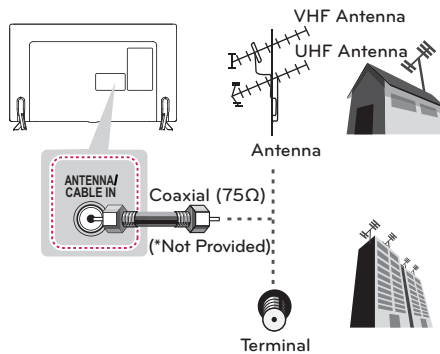 VHF Antenna
UHF Antenna
Antenna
ANTENNA/
CABLE IN
Coaxial (75Ω)
(*Not Provided)
Terminal